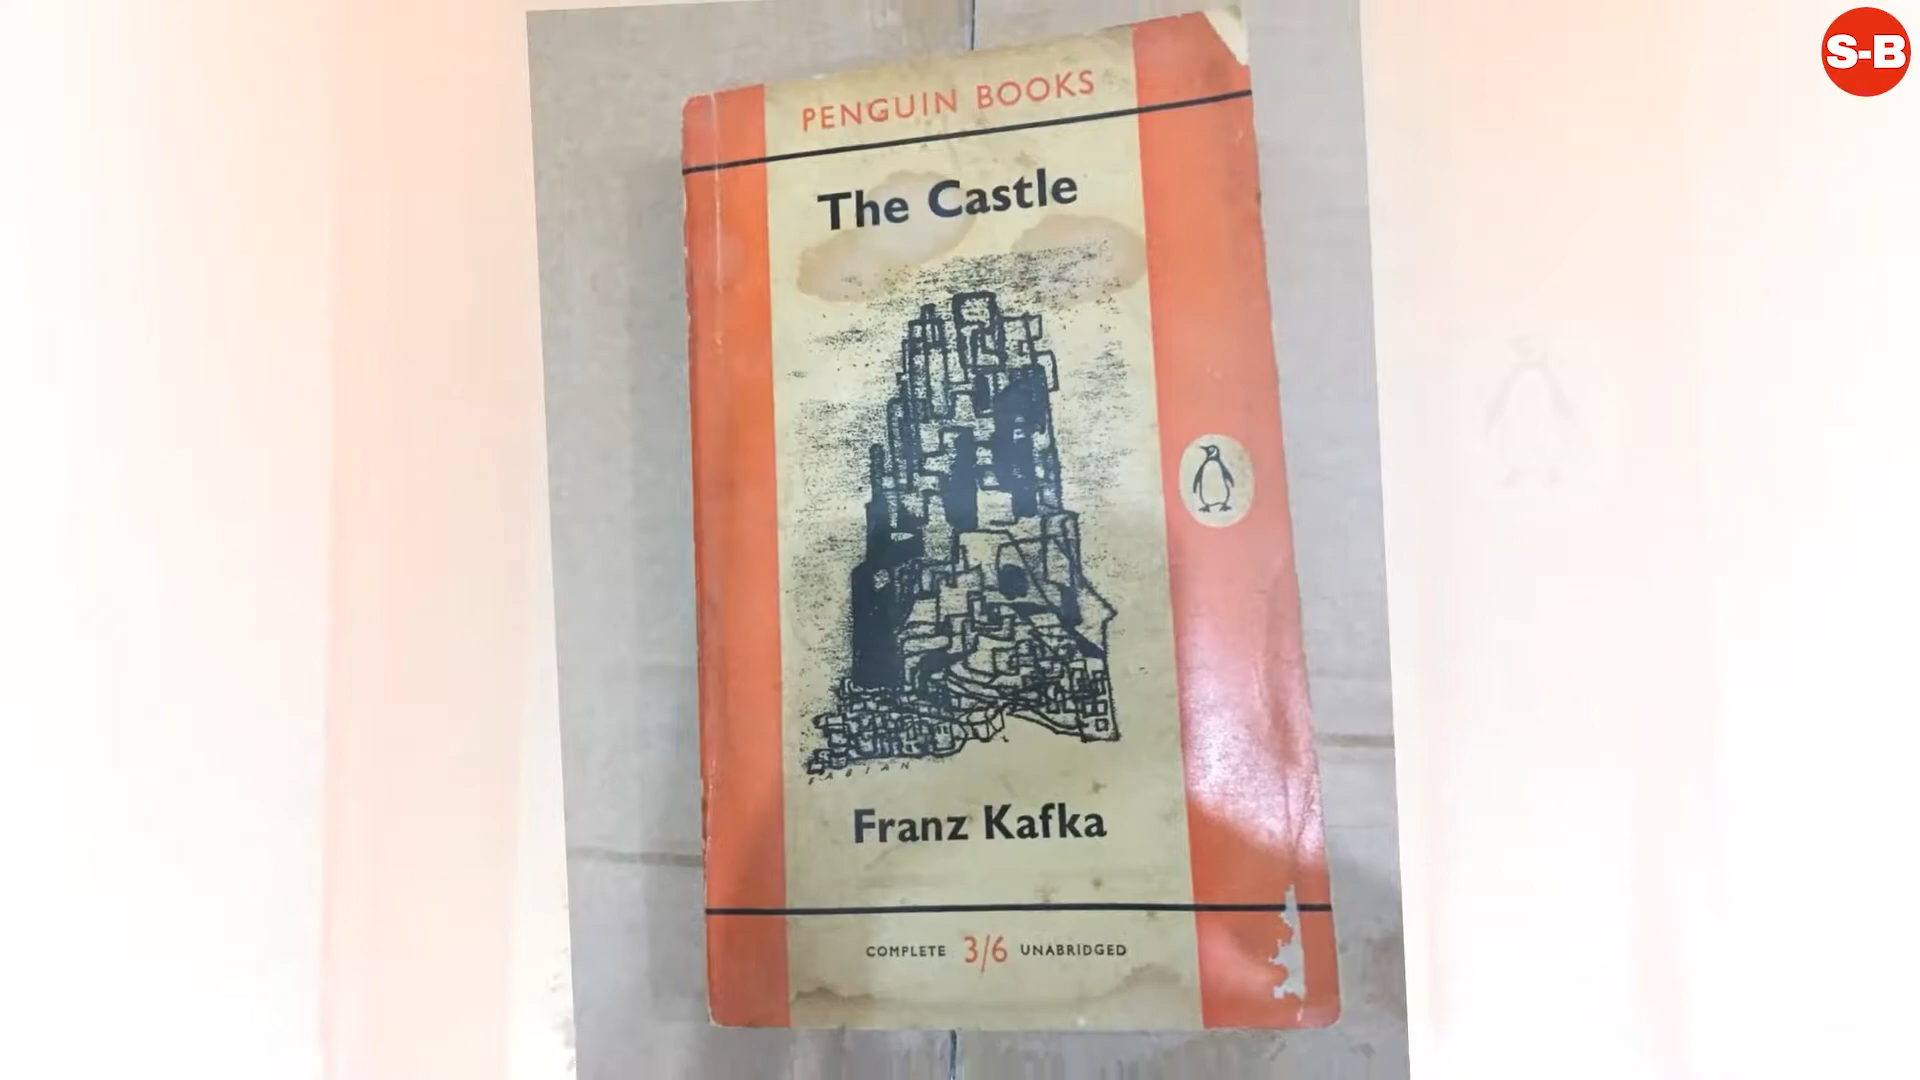 S-B
PENGUIN BOOKS
The Castle
FABIAN
Franz Kafka
COMPLETE 3/6 UNABRIDGED